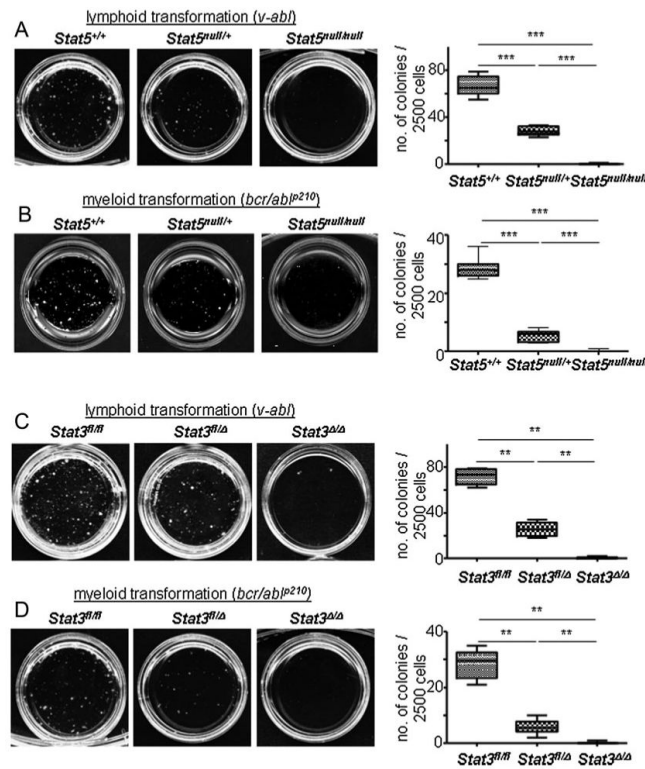 A
lymphoid transformation (v-abl)
Stat5+/+ Stat5null/+ Stat5null/null
no. of colonies /
2500 cells
80
40
0
*** *** ***
Stat5+/+ Stat5null/+ Stat5null/null
B
myeloid transformation (bcr/ablp210)
Stat5+/+ Stat5null/+ Stat5null/null
no. of colonies /
2500 cells
40
20
0
*** *** ***
Stat5+/+ Stat5null/+ Stat5null/null
C
lymphoid transformation (v-abl)
Stat3fl/fl Stat3fl/Δ Stat3Δ/Δ
no. of colonies /
2500 cells
80
40
0
** ** **
Stat3fl/fl Stat3fl/Δ Stat3Δ/Δ
D
myeloid transformation (bcr/ablp210)
Stat3fl/fl Stat3fl/Δ Stat3Δ/Δ
no. of colonies /
2500 cells
40
20
0
** ** **
Stat3fl/fl Stat3fl/Δ Stat3Δ/Δ